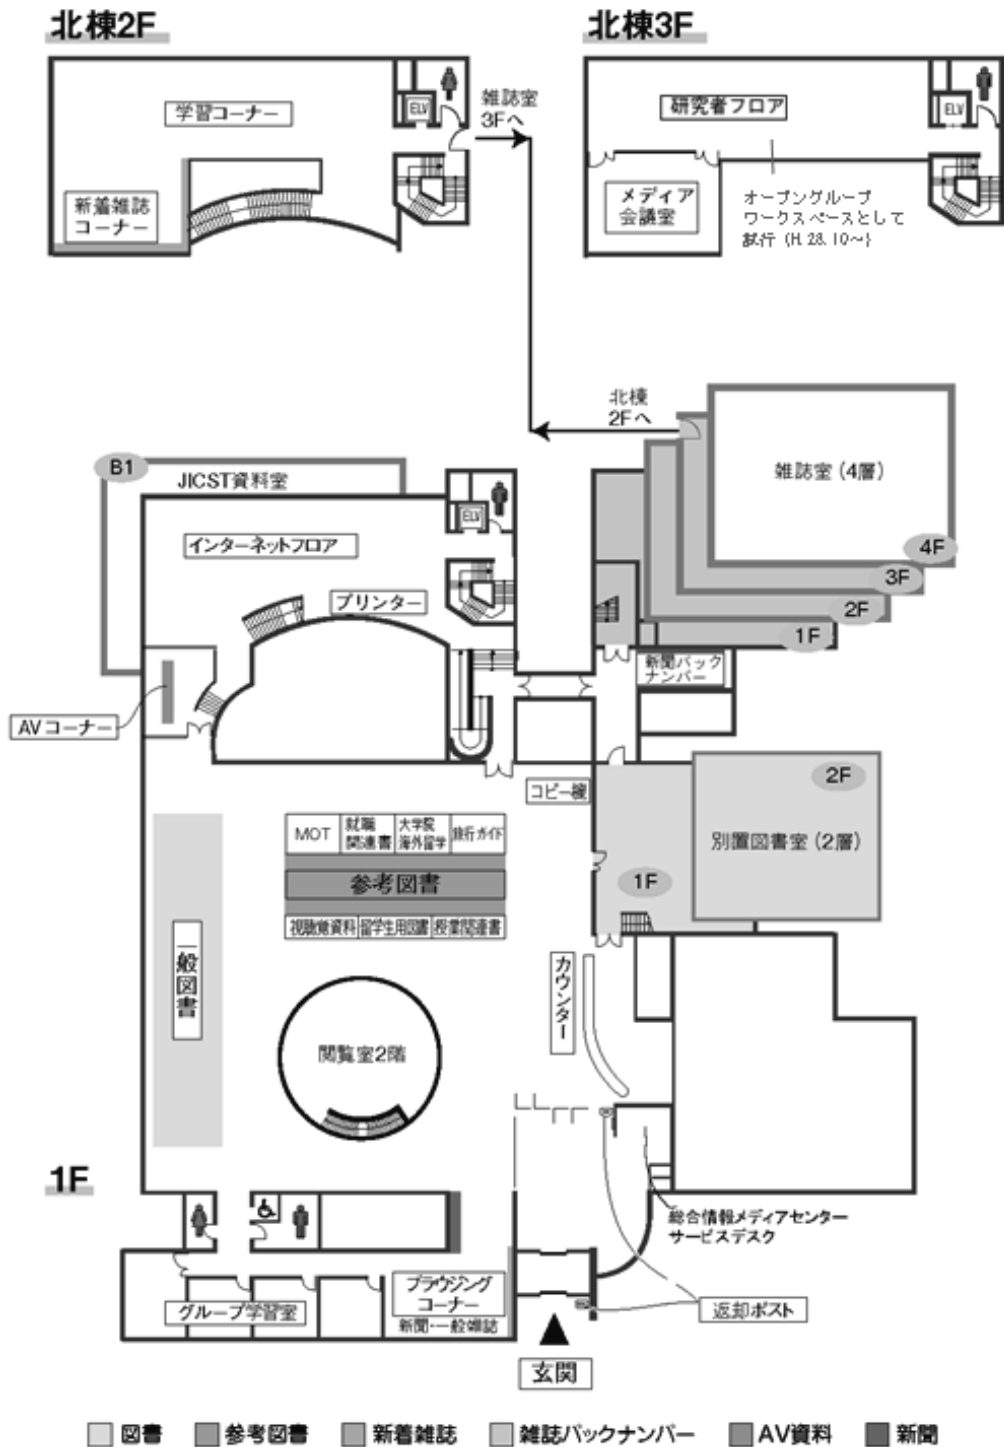 北棟2F
学習コーナー
新着雑誌
コーナー
ELV
雑誌室
3Fへ
北棟3F
研究者フロア
メディア
会議室
ELV
オープングループ
ワークスペースとして
試行 (H.28.10~)
北棟
2Fへ
雑誌室 (4層)
4F
3F
2F
1F
B1
JICST資料室
インターネットフロア
ELV
プリンター
AVコーナー
新聞バック
ナンバー
コピー機
2F
別置図書室 (2層)
1F
MOT
就職
関連書
大学院
海外留学
旅行ガイド
参考図書
視聴覚資料
留学生用図書
授業関連書
一般図書
カウンター
閲覧室2階
1F
総合情報メディアセンター
サービスデスク
グループ学習室
ブラウジング
コーナー
新聞・一般雑誌
返却ポスト
玄関
図書
参考図書
新着雑誌
雑誌バックナンバー
AV資料
新聞